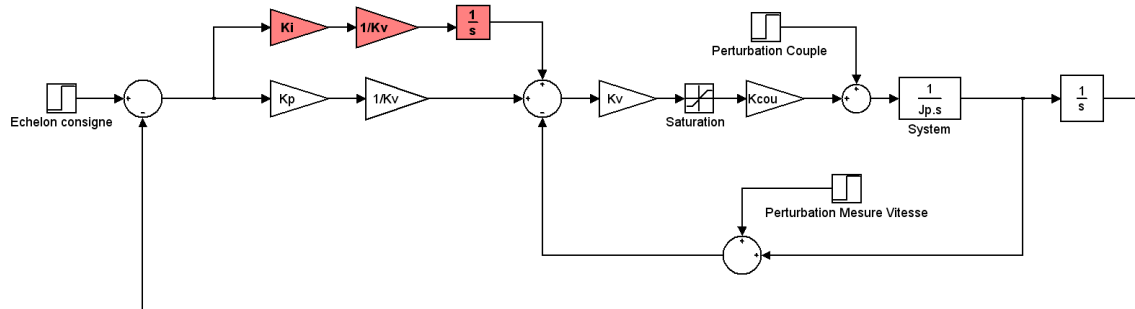 Ki
1/Kv
1
s
Perturbation Couple
Echelon consigne
Kp
1/Kv
Kv
Saturation
Kcou
1
Jp.s
System
1
s
Perturbation Mesure Vitesse